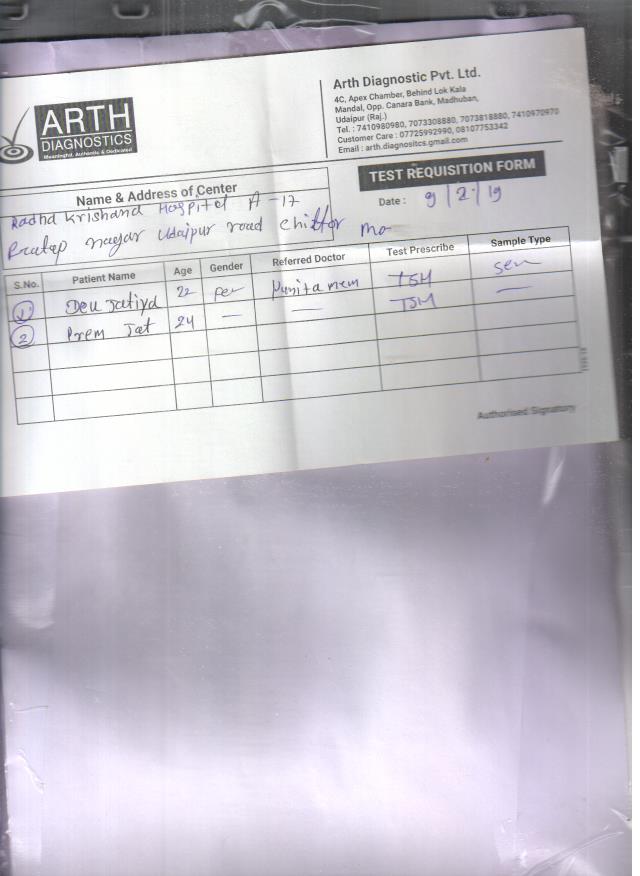 ARTH
DIAGNOSTICS
Meaningful, Authentic & Dedicated
Arth Diagnostic Pvt. Ltd.
4C, Apex Chamber, Behind Lok Kala
Mandal, Opp. Canara Bank, Madhuban,
Udaipur (Raj.)
Tel. : 7410980980, 7073308880, 7073818880, 7410970970
Customer Care : 07725992990, 08107753342
Email : arth.diagnositcs.gmail.com
TEST REQUISITION FORM
Name & Address of Center
Date : 9/2/19
Radha Krishana Hospital A-17
Pratap nagar Udaipur road Chittor
S.No. Patient Name Age Gender Referred Doctor Test Prescribe Sample Type
1 Deu Jatiya 22 fer Punita mem TSH ser
2 Prem Jat 24 — — TSH —
Authorised Signatory